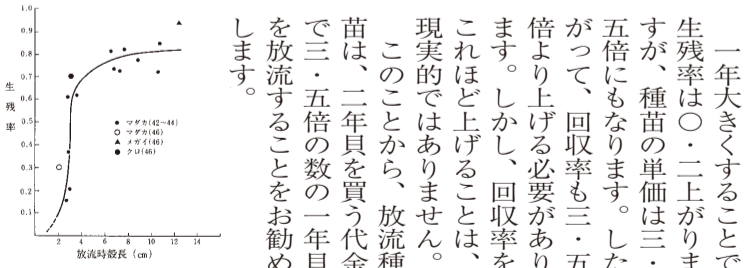 一年大きくすることで
生残率は〇・二上がりま
すが、種苗の単価は三・
五倍にもなります。した
がって、回収率も三・五
倍より上げる必要があり
ます。しかし、回収率を
これほど上げることは、
現実的ではありません。
このことから、放流種
苗は、二年貝を買う代金
で三・五倍の数の一年貝
を放流することをお勧め
します。
生残率
1.0
0.9
0.8
0.7
0.6
0.5
0.4
0.3
0.2
0.1
マダカ(42～44)
マダカ(46)
メガイ(46)
クロ(46)
2 4 6 8 10 12 14
放流時殻長(cm)